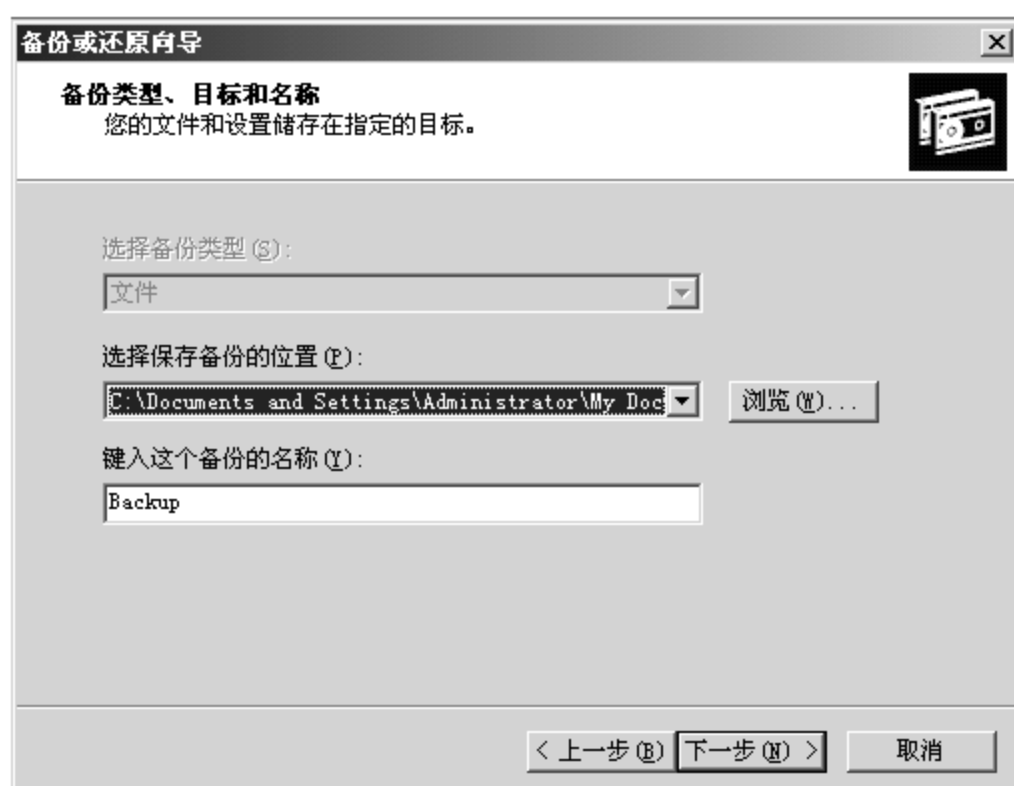 备份或还原向导
备份类型、目标和名称
您的文件和设置储存在指定的目标。
选择备份类型(S):
文件
选择保存备份的位置(P):
C:\Documents and Settings\Administrator\My Doc
浏览(W)...
键入这个备份的名称(Y):
Backup
< 上一步(B) 下一步(N) > 取消